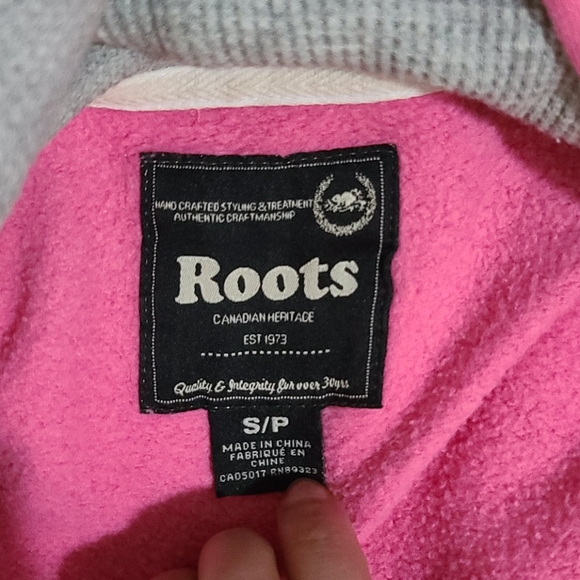 HAND CRAFTED STYLING & TREATMENT
AUTHENTIC CRAFTMANSHIP
Roots
CANADIAN HERITAGE
EST 1973
Quality & Integrity for over 30yrs
S/P
MADE IN CHINA
FABRIQUÉ EN
CHINE
CA05017 RN89323